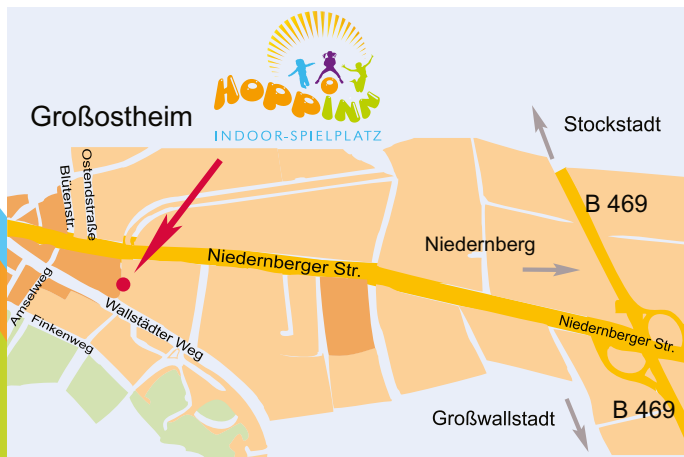 HOPPINN
INDOOR-SPIELPLATZ
Großostheim
Stockstadt
B 469
Ostendstraße
Blütenstr.
Niedernberg
Niedernberger Str.
Amselweg
Wallstädter Weg
Finkenweg
Niedernberger Str.
Großwallstadt
B 469